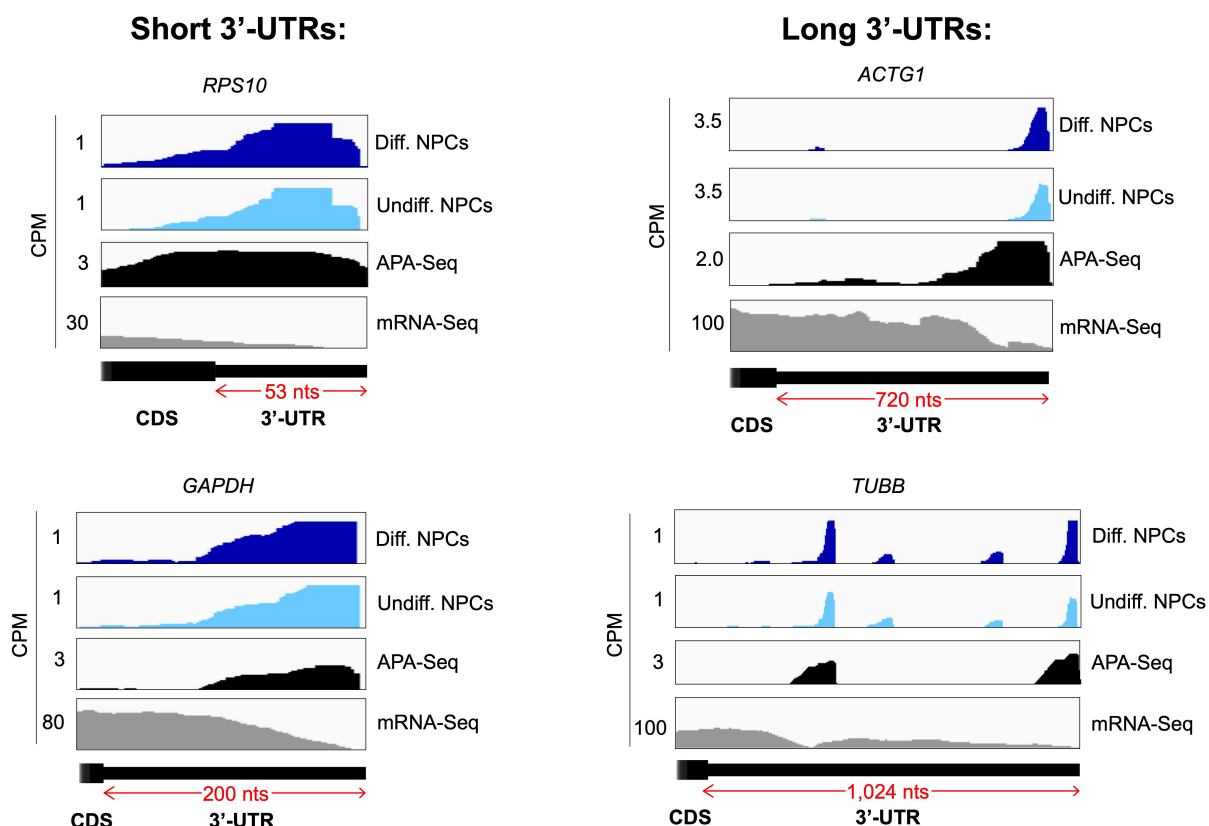 Short 3’-UTRs:
RPS10
CPM
1
Diff. NPCs
1
Undiff. NPCs
3
APA-Seq
30
mRNA-Seq
53 nts
CDS
3’-UTR
GAPDH
CPM
1
Diff. NPCs
1
Undiff. NPCs
3
APA-Seq
80
mRNA-Seq
200 nts
CDS
3’-UTR
Long 3’-UTRs:
ACTG1
CPM
3.5
Diff. NPCs
3.5
Undiff. NPCs
2.0
APA-Seq
100
mRNA-Seq
720 nts
CDS
3’-UTR
TUBB
CPM
1
Diff. NPCs
1
Undiff. NPCs
3
APA-Seq
100
mRNA-Seq
1,024 nts
CDS
3’-UTR